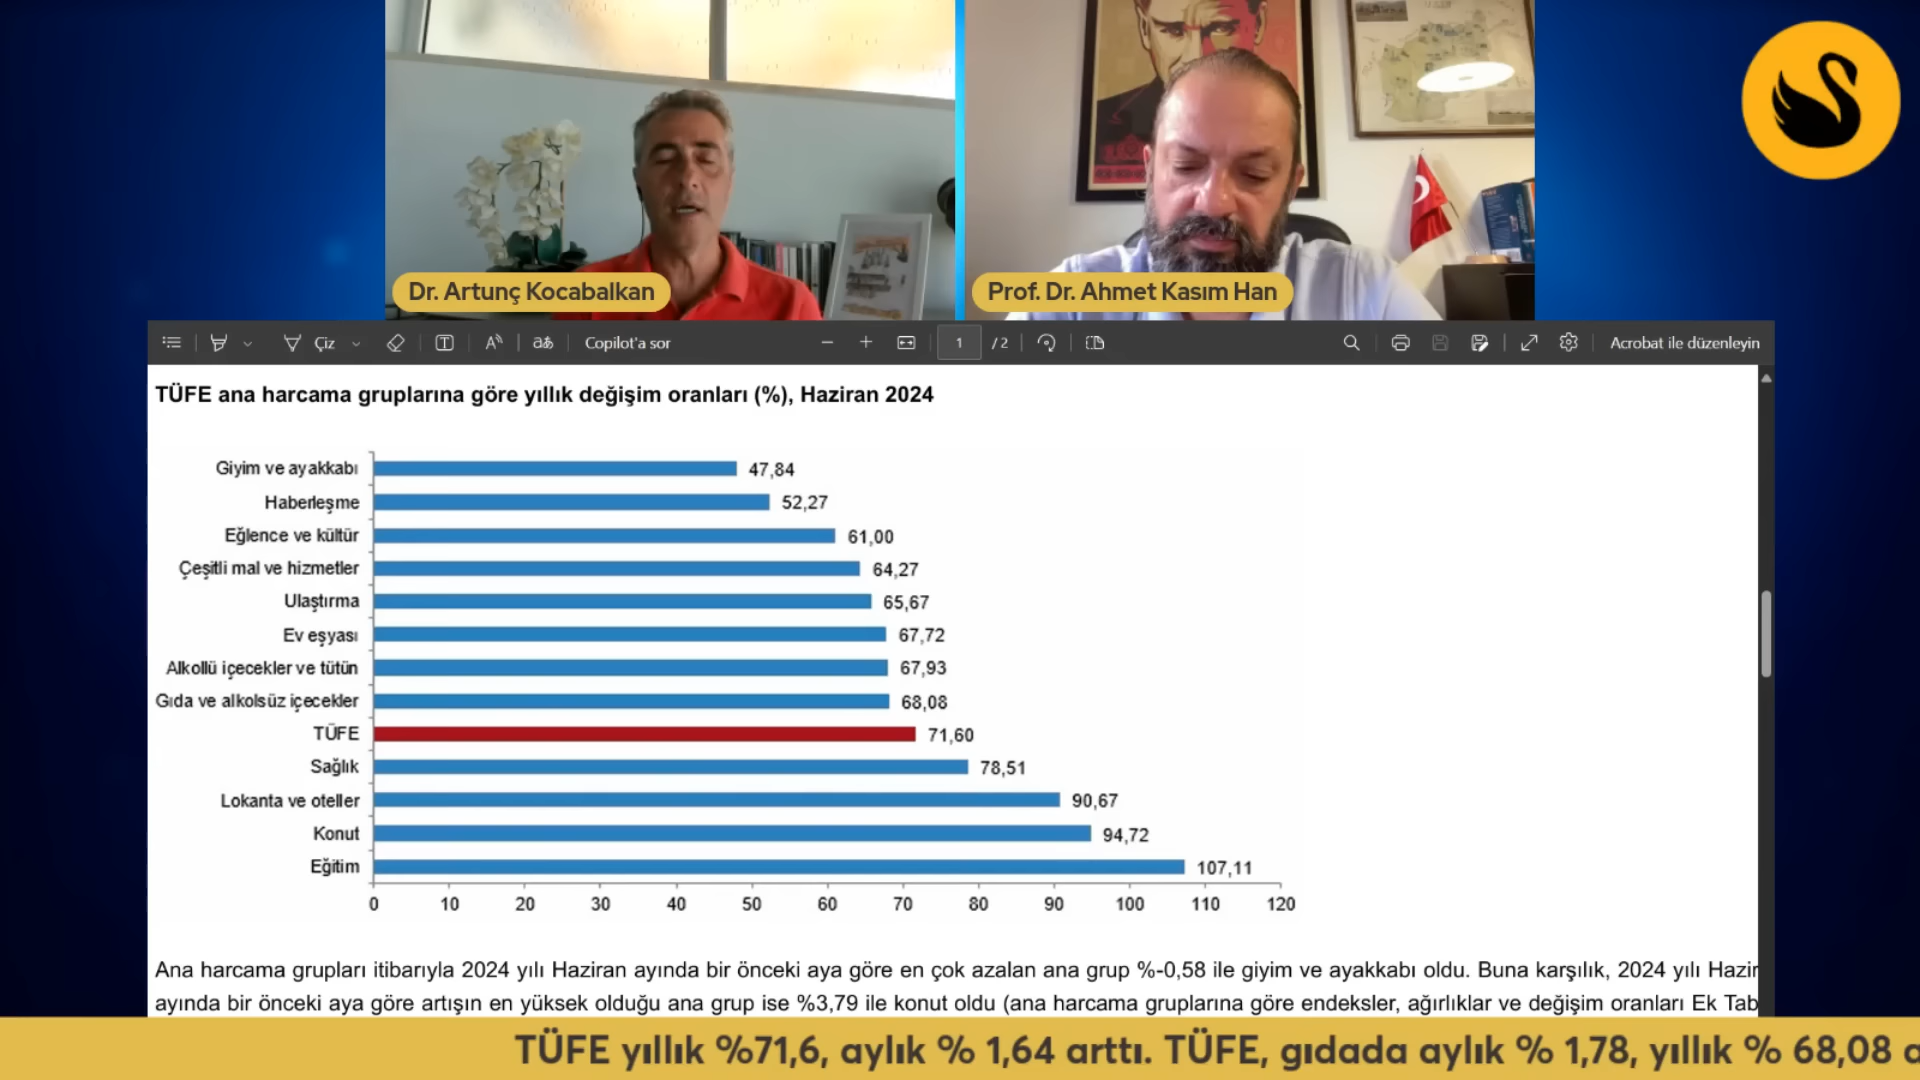 Dr. Artunç Kocabalkan
Prof. Dr. Ahmet Kasım Han
Çiz
Copilot'a sor
1 / 2
Acrobat ile düzenleyin
TÜFE ana harcama gruplarına göre yıllık değişim oranları (%), Haziran 2024
Giyim ve ayakkabı 47,84
Haberleşme 52,27
Eğlence ve kültür 61,00
Çeşitli mal ve hizmetler 64,27
Ulaştırma 65,67
Ev eşyası 67,72
Alkollü içecekler ve tütün 67,93
Gıda ve alkolsüz içecekler 68,08
TÜFE 71,60
Sağlık 78,51
Lokanta ve oteller 90,67
Konut 94,72
Eğitim 107,11
0 10 20 30 40 50 60 70 80 90 100 110 120
Ana harcama grupları itibarıyla 2024 yılı Haziran ayında bir önceki aya göre en çok azalan ana grup %-0,58 ile giyim ve ayakkabı oldu. Buna karşılık, 2024 yılı Hazir
ayında bir önceki aya göre artışın en yüksek olduğu ana grup ise %3,79 ile konut oldu (ana harcama gruplarına göre endeksler, ağırlıklar ve değişim oranları Ek Tab
TÜFE yıllık %71,6, aylık % 1,64 arttı. TÜFE, gıdada aylık % 1,78, yıllık % 68,08